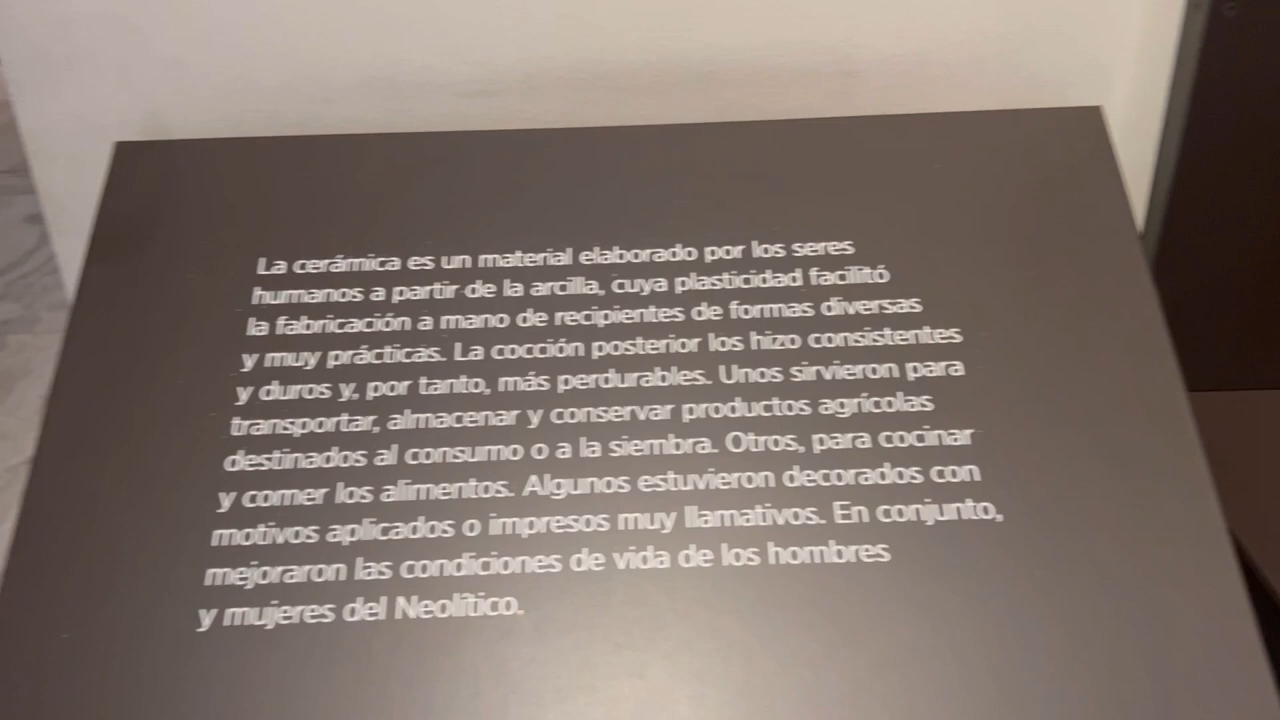 La cerámica es un material elaborado por los seres
humanos a partir de la arcilla, cuya plasticidad facilitó
la fabricación a mano de recipientes de formas diversas
y muy prácticas. La cocción posterior los hizo consistentes
y duros y, por tanto, más perdurables. Unos sirvieron para
transportar, almacenar y conservar productos agrícolas
destinados al consumo o a la siembra. Otros, para cocinar
y comer los alimentos. Algunos estuvieron decorados con
motivos aplicados o impresos muy llamativos. En conjunto,
mejoraron las condiciones de vida de los hombres
y mujeres del Neolítico.